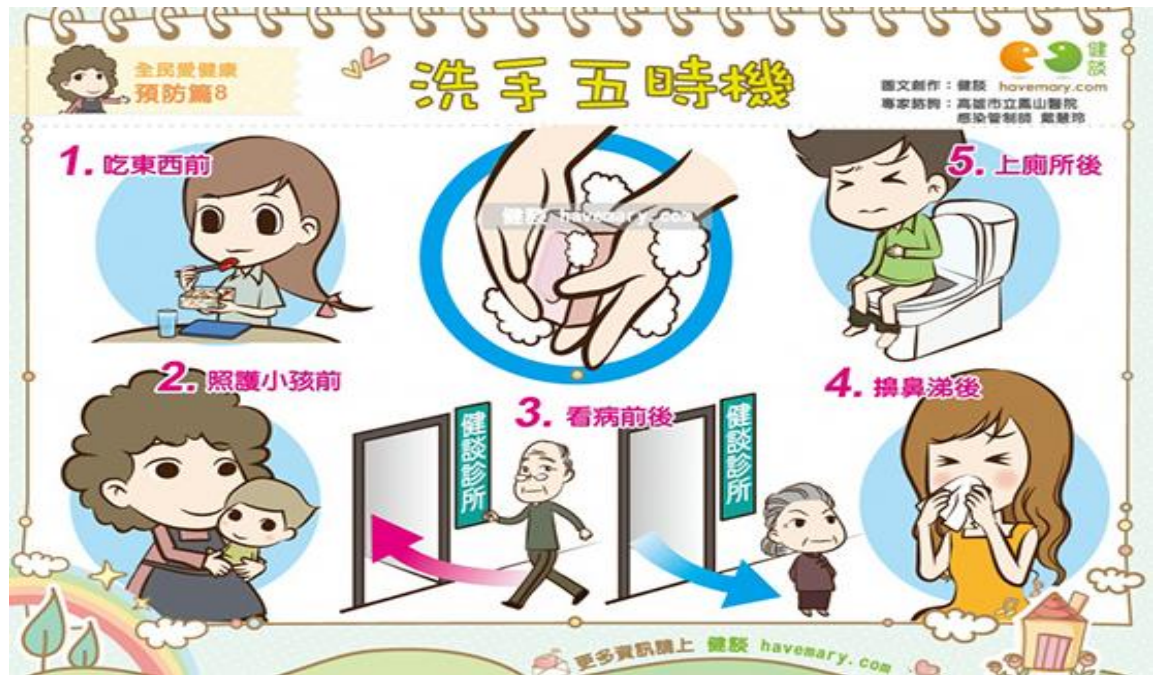 全民愛健康
預防篇8
洗手五時機
健談
圖文創作：健談 havemary.com
專家諮詢：高雄市立鳳山醫院
感染管制師 戴慧玲
1. 吃東西前
健談 havemary.com
5. 上廁所後
2. 照護小孩前
3. 看病前後
4. 擤鼻涕後
健談診所
健談診所
更多資訊請上 健談 havemary.com